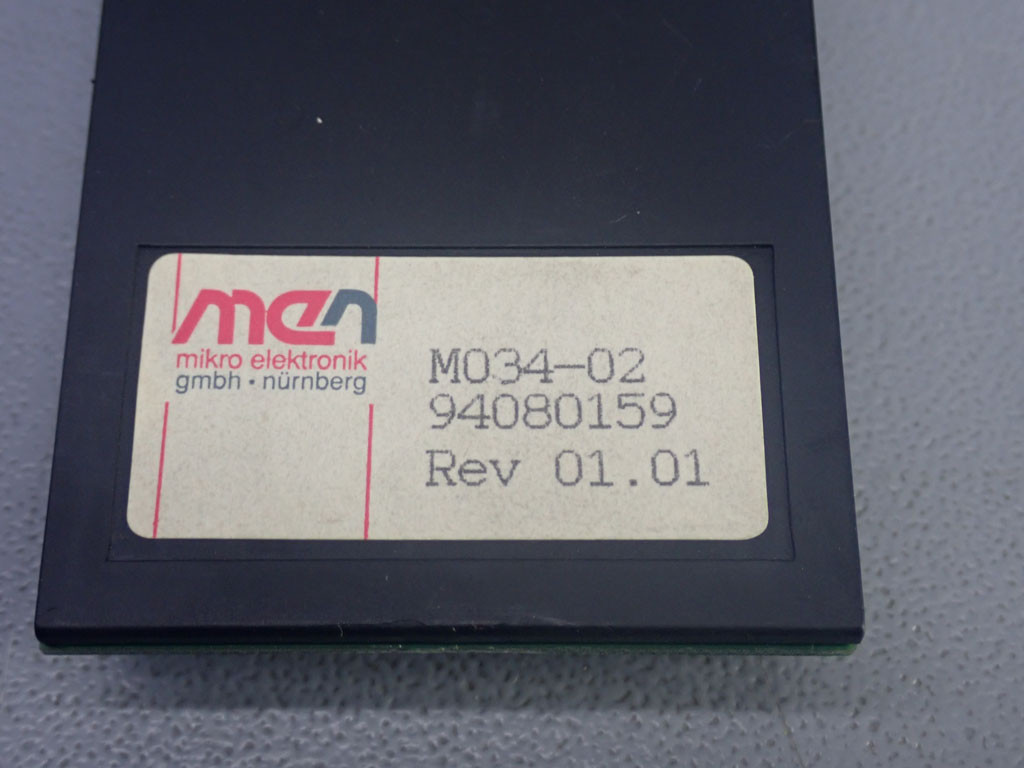 men
mikro elektronik
gmbh · nürnberg
M034-02
94080159
Rev 01.01